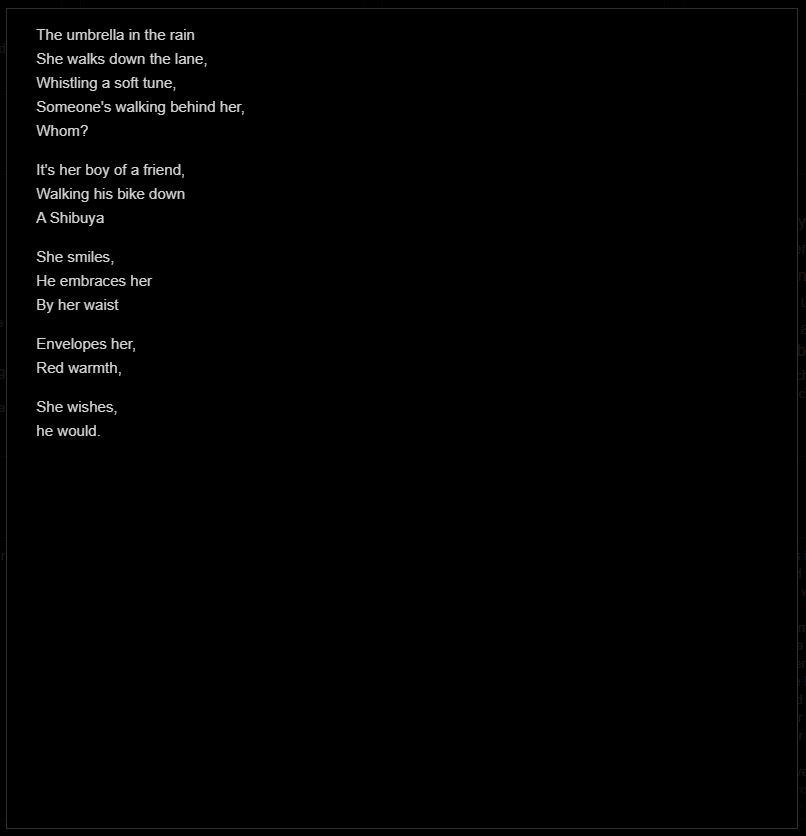 The umbrella in the rain
She walks down the lane,
Whistling a soft tune,
Someone's walking behind her,
Whom?
It's her boy of a friend,
Walking his bike down
A Shibuya
She smiles,
He embraces her
By her waist
Envelopes her,
Red warmth,
She wishes,
he would.